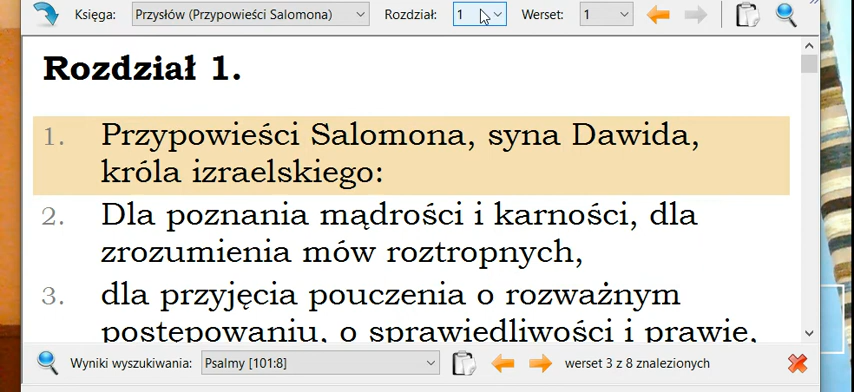 Księga: Przysłów (Przypowieści Salomona) Rozdział: 1 Werset: 1
Rozdział 1.
1. Przypowieści Salomona, syna Dawida,
króla izraelskiego:
2. Dla poznania mądrości i karności, dla
zrozumienia mów roztropnych,
3. dla przyjęcia pouczenia o rozważnym
postępowaniu, o sprawiedliwości i prawie,
Wyniki wyszukiwania: Psalmy [101:8] werset 3 z 8 znalezionych